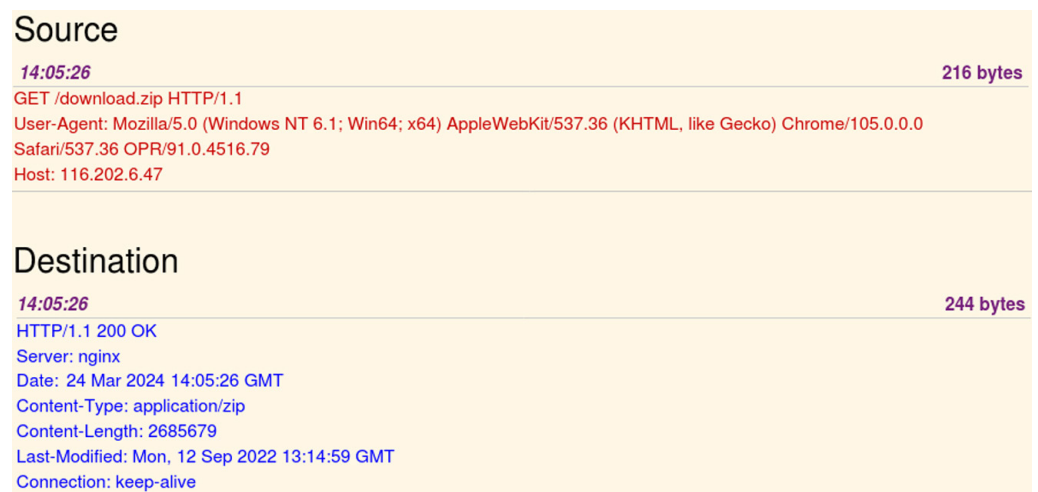 Source
14:05:26 216 bytes
GET /download.zip HTTP/1.1
User-Agent: Mozilla/5.0 (Windows NT 6.1; Win64; x64) AppleWebKit/537.36 (KHTML, like Gecko) Chrome/105.0.0.0
Safari/537.36 OPR/91.0.4516.79
Host: 116.202.6.47
Destination
14:05:26 244 bytes
HTTP/1.1 200 OK
Server: nginx
Date: 24 Mar 2024 14:05:26 GMT
Content-Type: application/zip
Content-Length: 2685679
Last-Modified: Mon, 12 Sep 2022 13:14:59 GMT
Connection: keep-alive